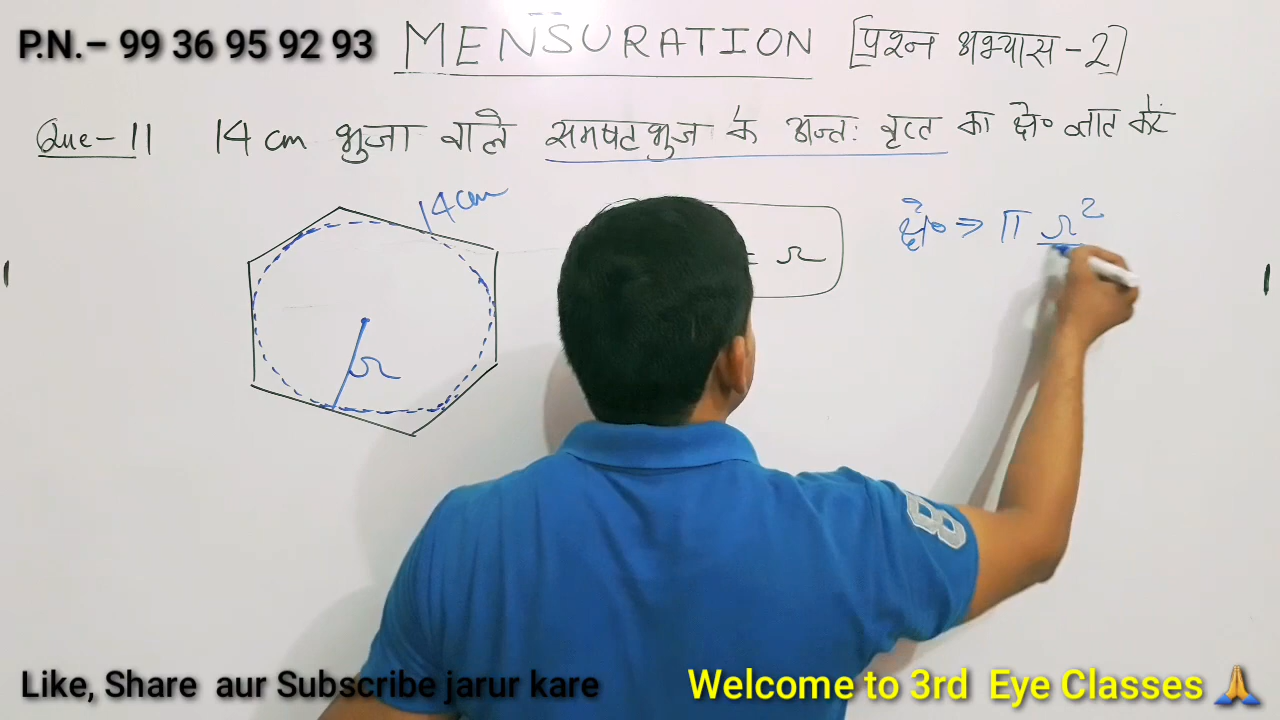 P.N.– 99 36 95 92 93
MENSURATION [प्रश्न अभ्यास-2]
Que-11 14 cm भुजा वाले समषटभुज के अन्तः वृत्त का क्षे० ज्ञात करें
14cm
r
= r
क्षे० ⇒ π r²
Like, Share aur Subscribe jarur kare
Welcome to 3rd Eye Classes 🙏